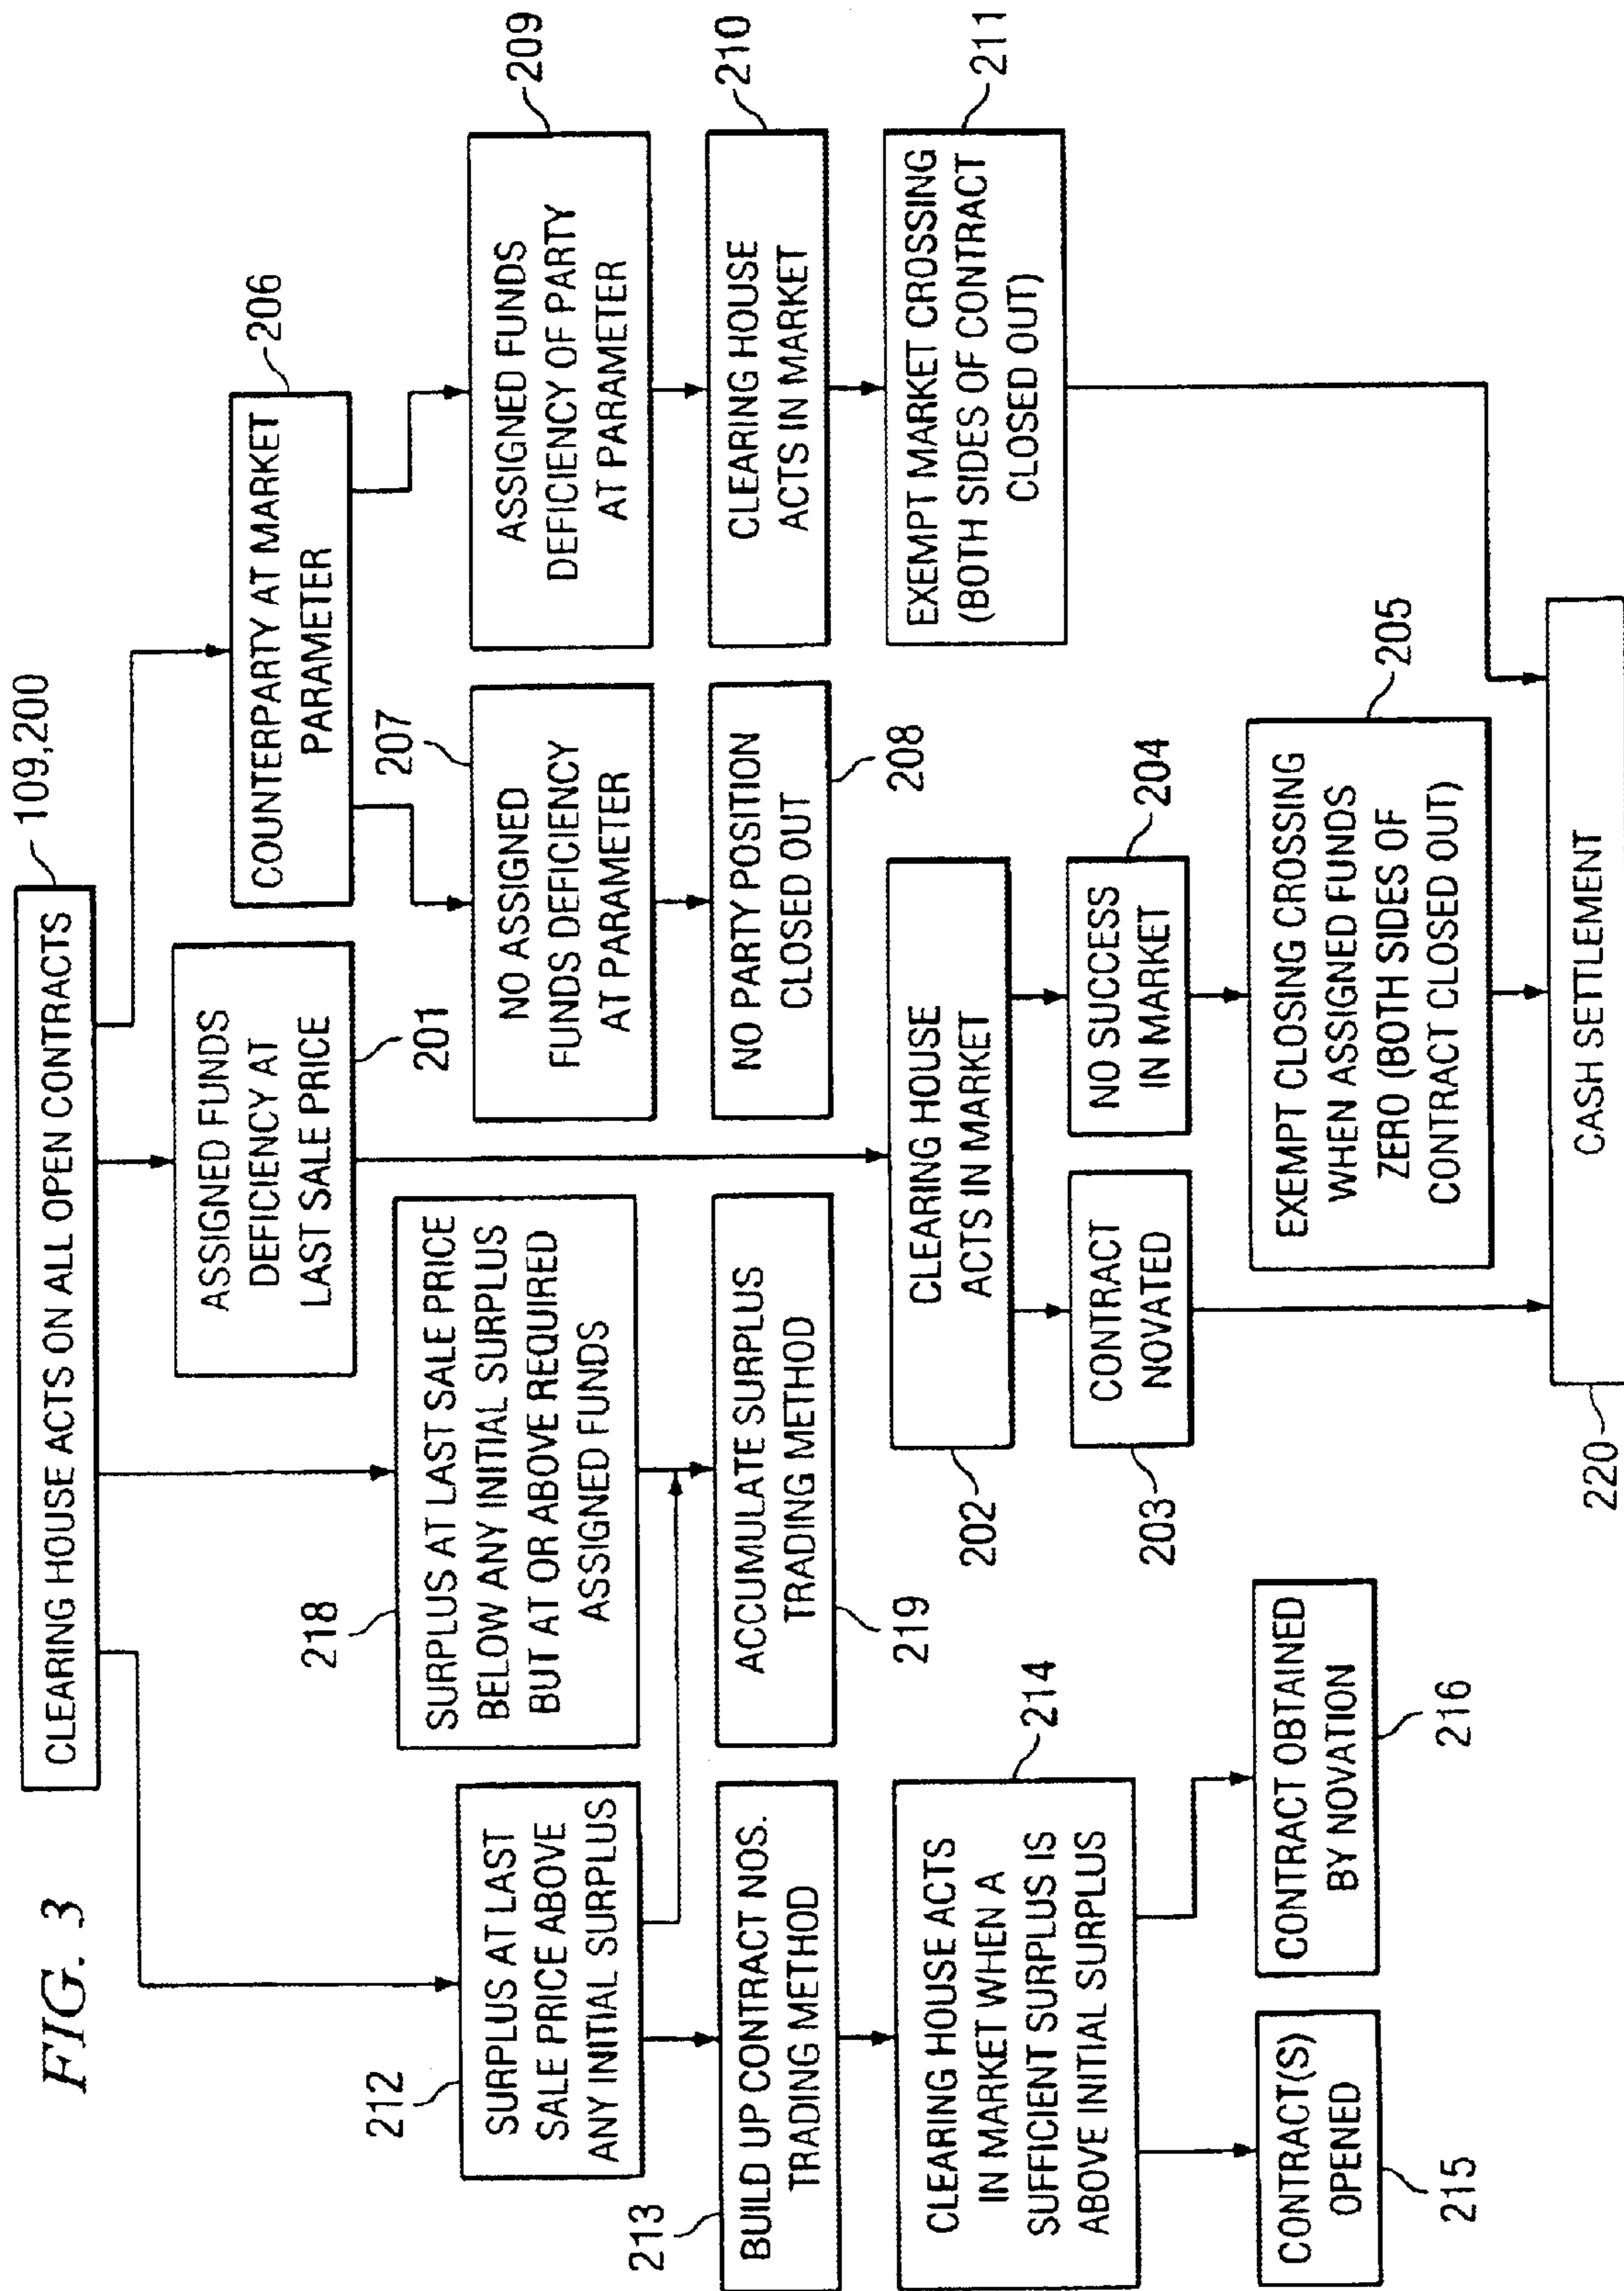 FIG. 3
CLEARING HOUSE ACTS ON ALL OPEN CONTRACTS
109,200
SURPLUS AT LAST
SALE PRICE ABOVE
ANY INITIAL SURPLUS
212
BUILD UP CONTRACT NOS.
TRADING METHOD
213
CLEARING HOUSE ACTS
IN MARKET WHEN A
SUFFICIENT SURPLUS IS
ABOVE INITIAL SURPLUS
214
CONTRACT(S)
OPENED
215
CONTRACT OBTAINED
BY NOVATION
216
SURPLUS AT LAST SALE PRICE
BELOW ANY INITIAL SURPLUS
BUT AT OR ABOVE REQUIRED
ASSIGNED FUNDS
218
ACCUMULATE SURPLUS
TRADING METHOD
219
ASSIGNED FUNDS
DEFICIENCY AT
LAST SALE PRICE
201
CLEARING HOUSE
ACTS IN MARKET
202
CONTRACT
NOVATED
203
NO SUCCESS
IN MARKET
204
EXEMPT CLOSING CROSSING
WHEN ASSIGNED FUNDS
ZERO (BOTH SIDES OF
CONTRACT CLOSED OUT)
205
COUNTERPARTY AT MARKET
PARAMETER
206
NO ASSIGNED
FUNDS DEFICIENCY
AT PARAMETER
207
NO PARTY POSITION
CLOSED OUT
208
ASSIGNED FUNDS
DEFICIENCY OF PARTY
AT PARAMETER
209
CLEARING HOUSE
ACTS IN MARKET
210
EXEMPT MARKET CROSSING
(BOTH SIDES OF CONTRACT
CLOSED OUT)
211
CASH SETTLEMENT
220